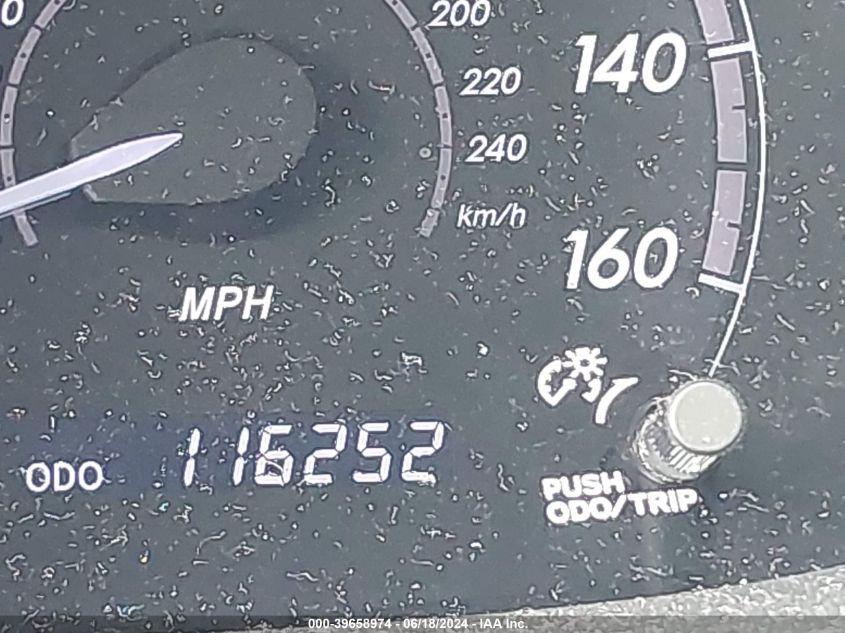 200
140
220
240
km/h
160
MPH
ODO 116252
PUSH
ODO/TRIP
000-39658974 - 06/18/2024 - IAA Inc.